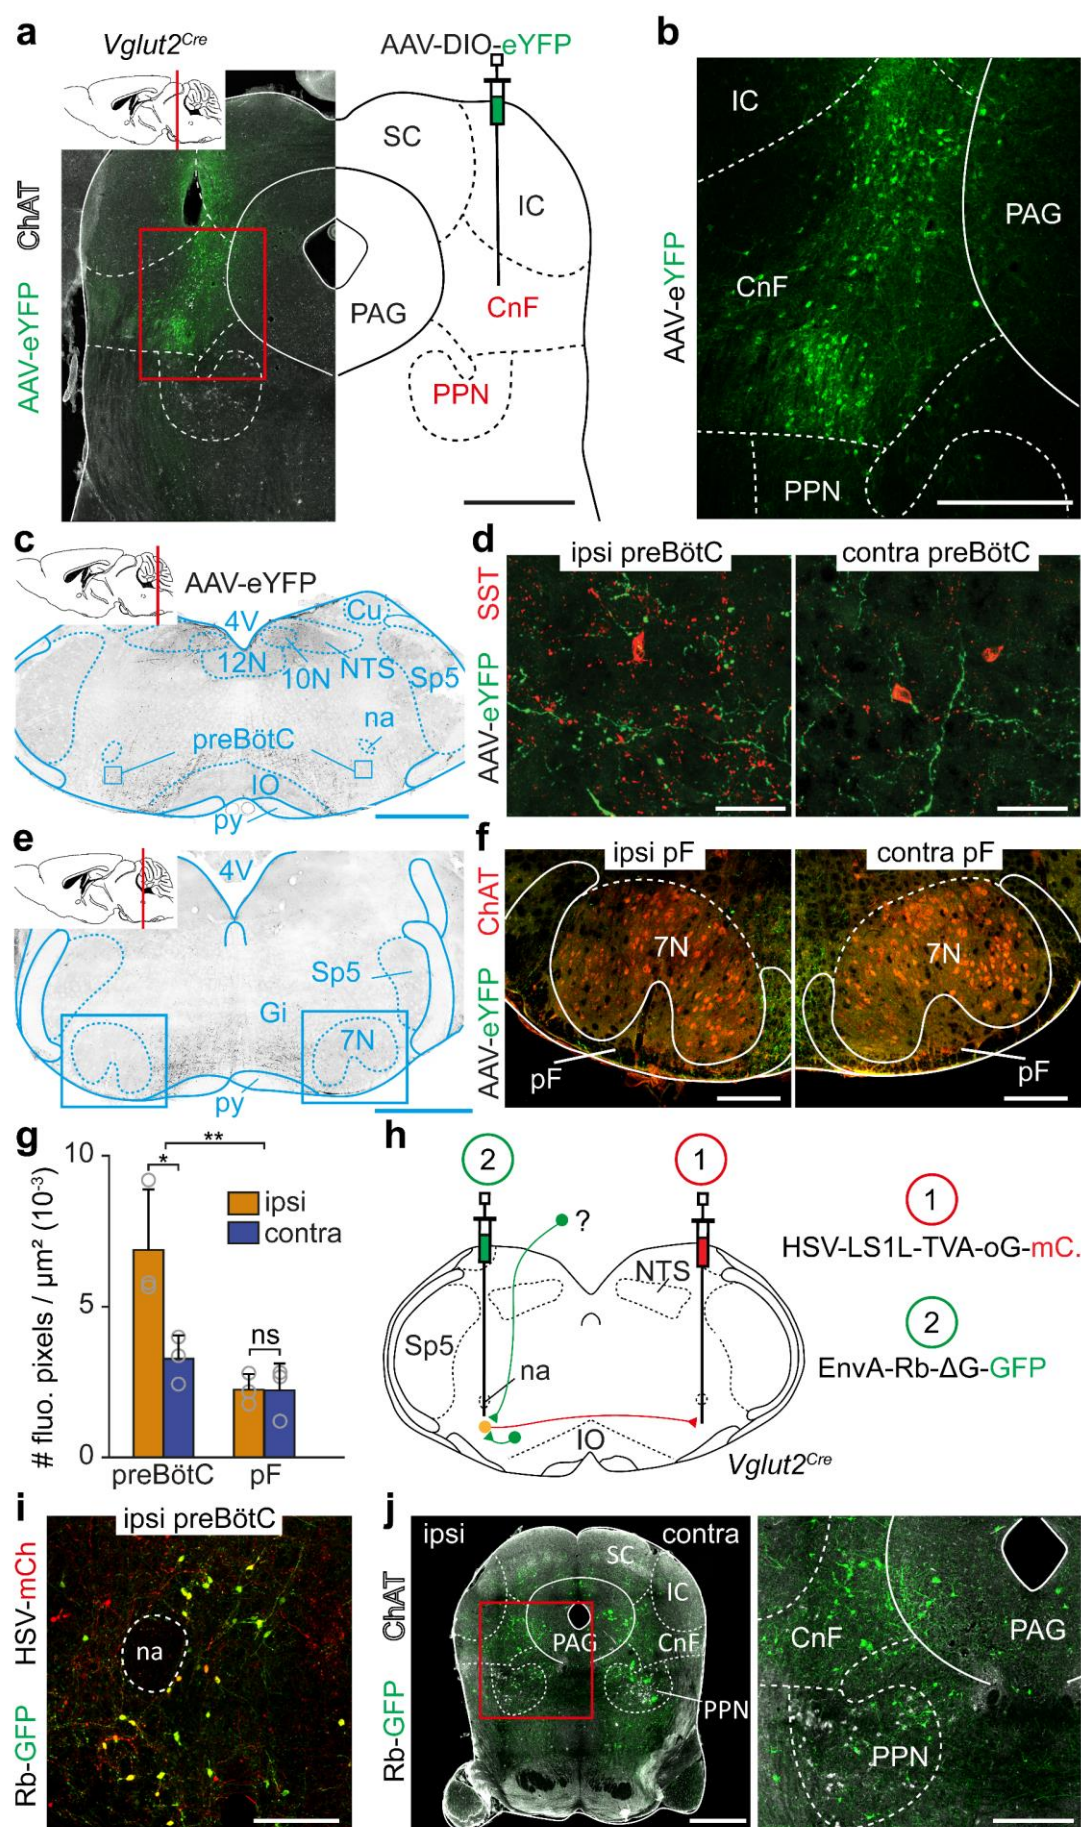 a
Vglut2Cre
AAV-DIO-eYFP
AAV-eYFP ChAT
SC
IC
PAG
CnF
PPN
b
AAV-eYFP
IC
PAG
CnF
PPN
c
AAV-eYFP
4V
Cu
12N
10N
NTS
Sp5
na
preBötC
IO
py
d
ipsi preBötC
contra preBötC
AAV-eYFP SST
e
4V
Sp5
Gi
7N
py
f
ipsi pF
contra pF
AAV-eYFP ChAT
7N
7N
pF
pF
g
# fluo. pixels / µm² (10-3)
10
5
0
**
*
ns
ipsi
contra
preBötC
pF
h
2
1
?
NTS
Sp5
na
IO
Vglut2Cre
1
HSV-LS1L-TVA-oG-mC.
2
EnvA-Rb-ΔG-GFP
i
ipsi preBötC
Rb-GFP HSV-mCh
na
j
ipsi
contra
Rb-GFP ChAT
SC
IC
PAG
CnF
PPN
CnF
PAG
PPN